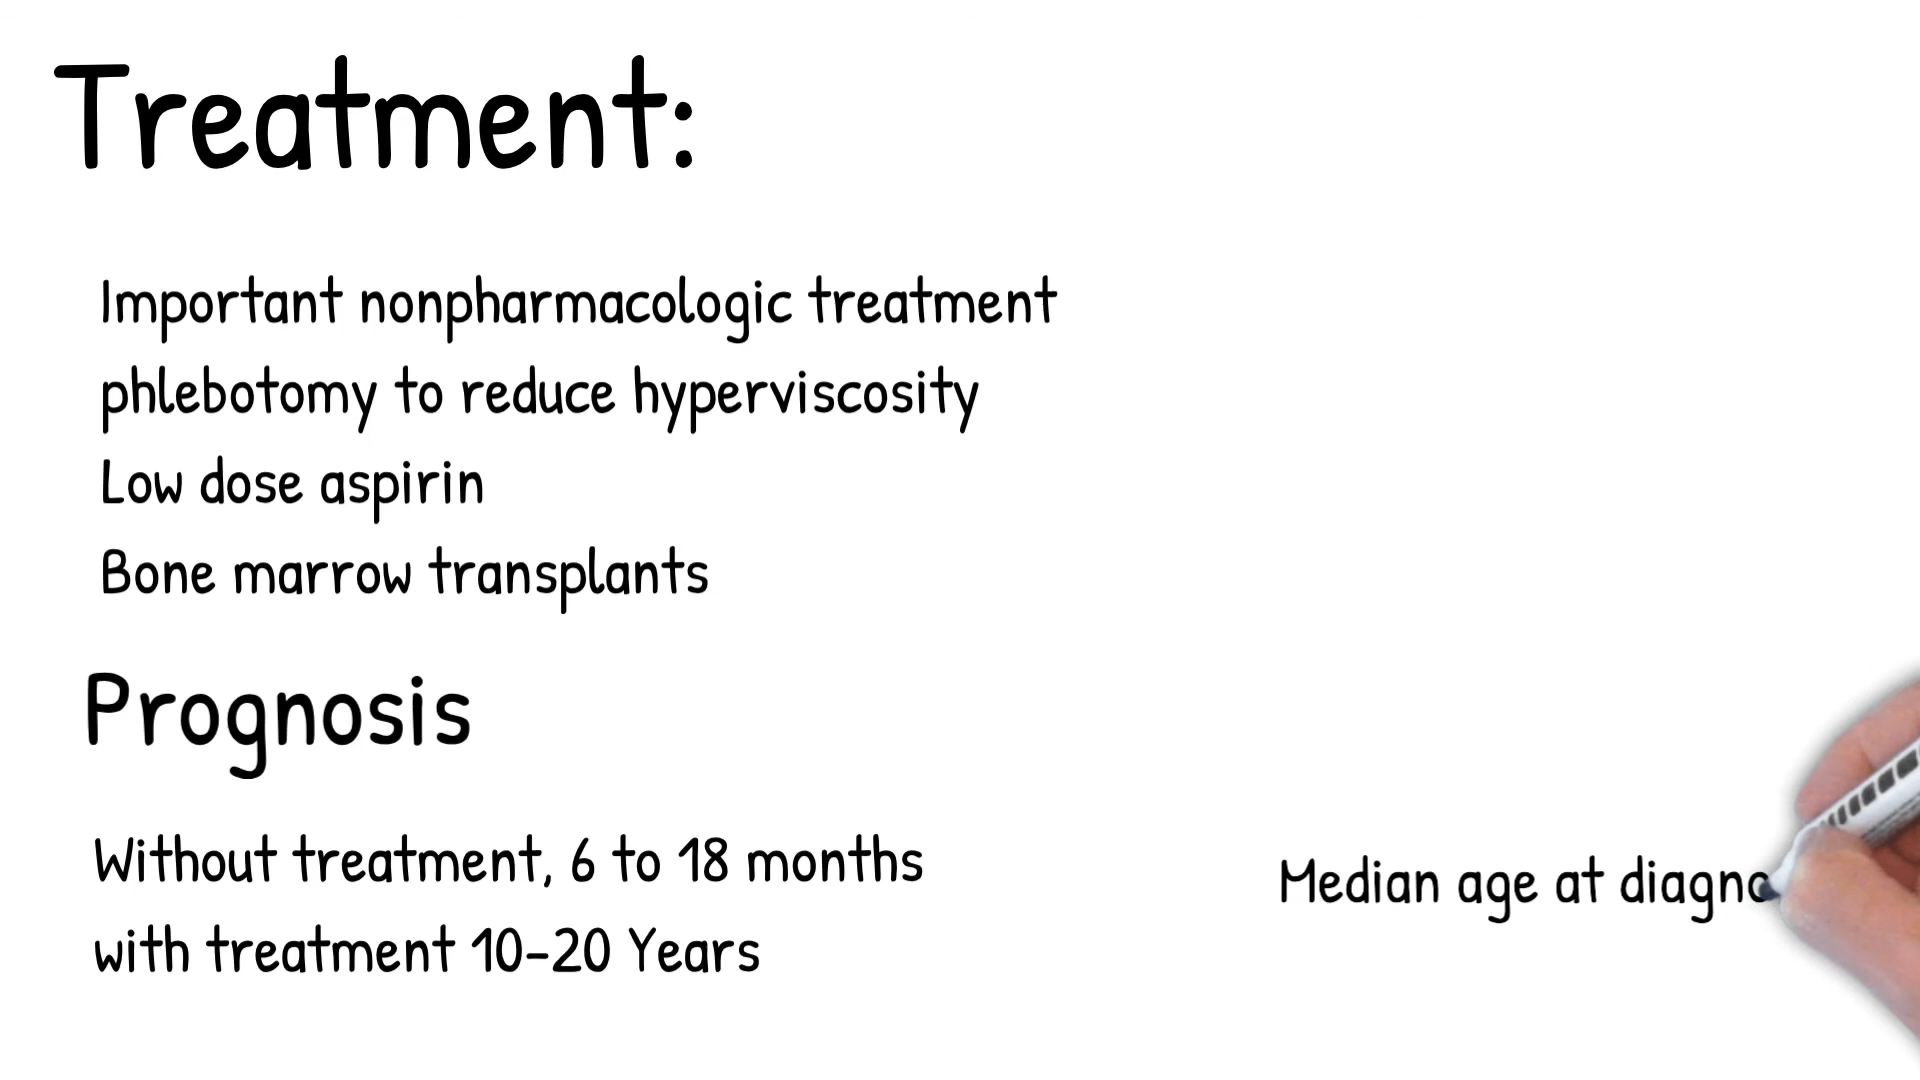 Treatment:
Important nonpharmacologic treatment
phlebotomy to reduce hyperviscosity
Low dose aspirin
Bone marrow transplants
Prognosis
Without treatment, 6 to 18 months
with treatment 10-20 Years
Median age at diagno